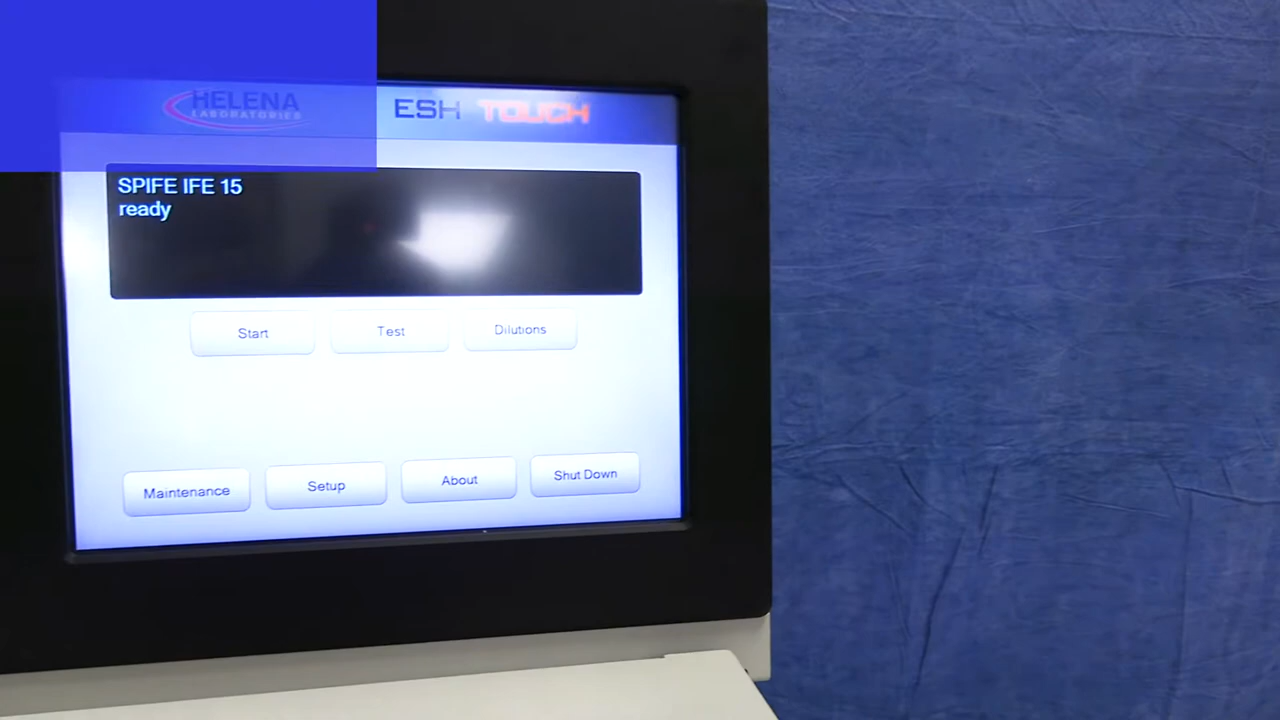 HELENA
LABORATORIES
ESH TOUCH
SPIFE IFE 15
ready
Start
Test
Dilutions
Maintenance
Setup
About
Shut Down